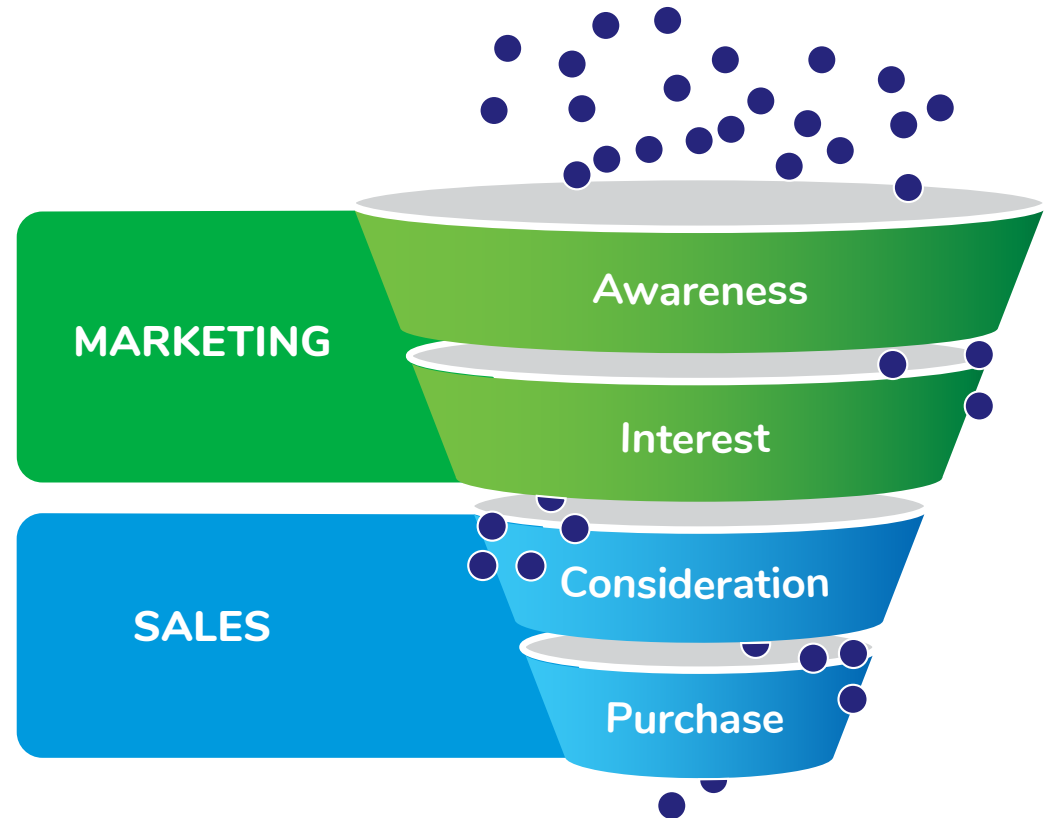 Awareness
MARKETING
Interest
Consideration
SALES
Purchase